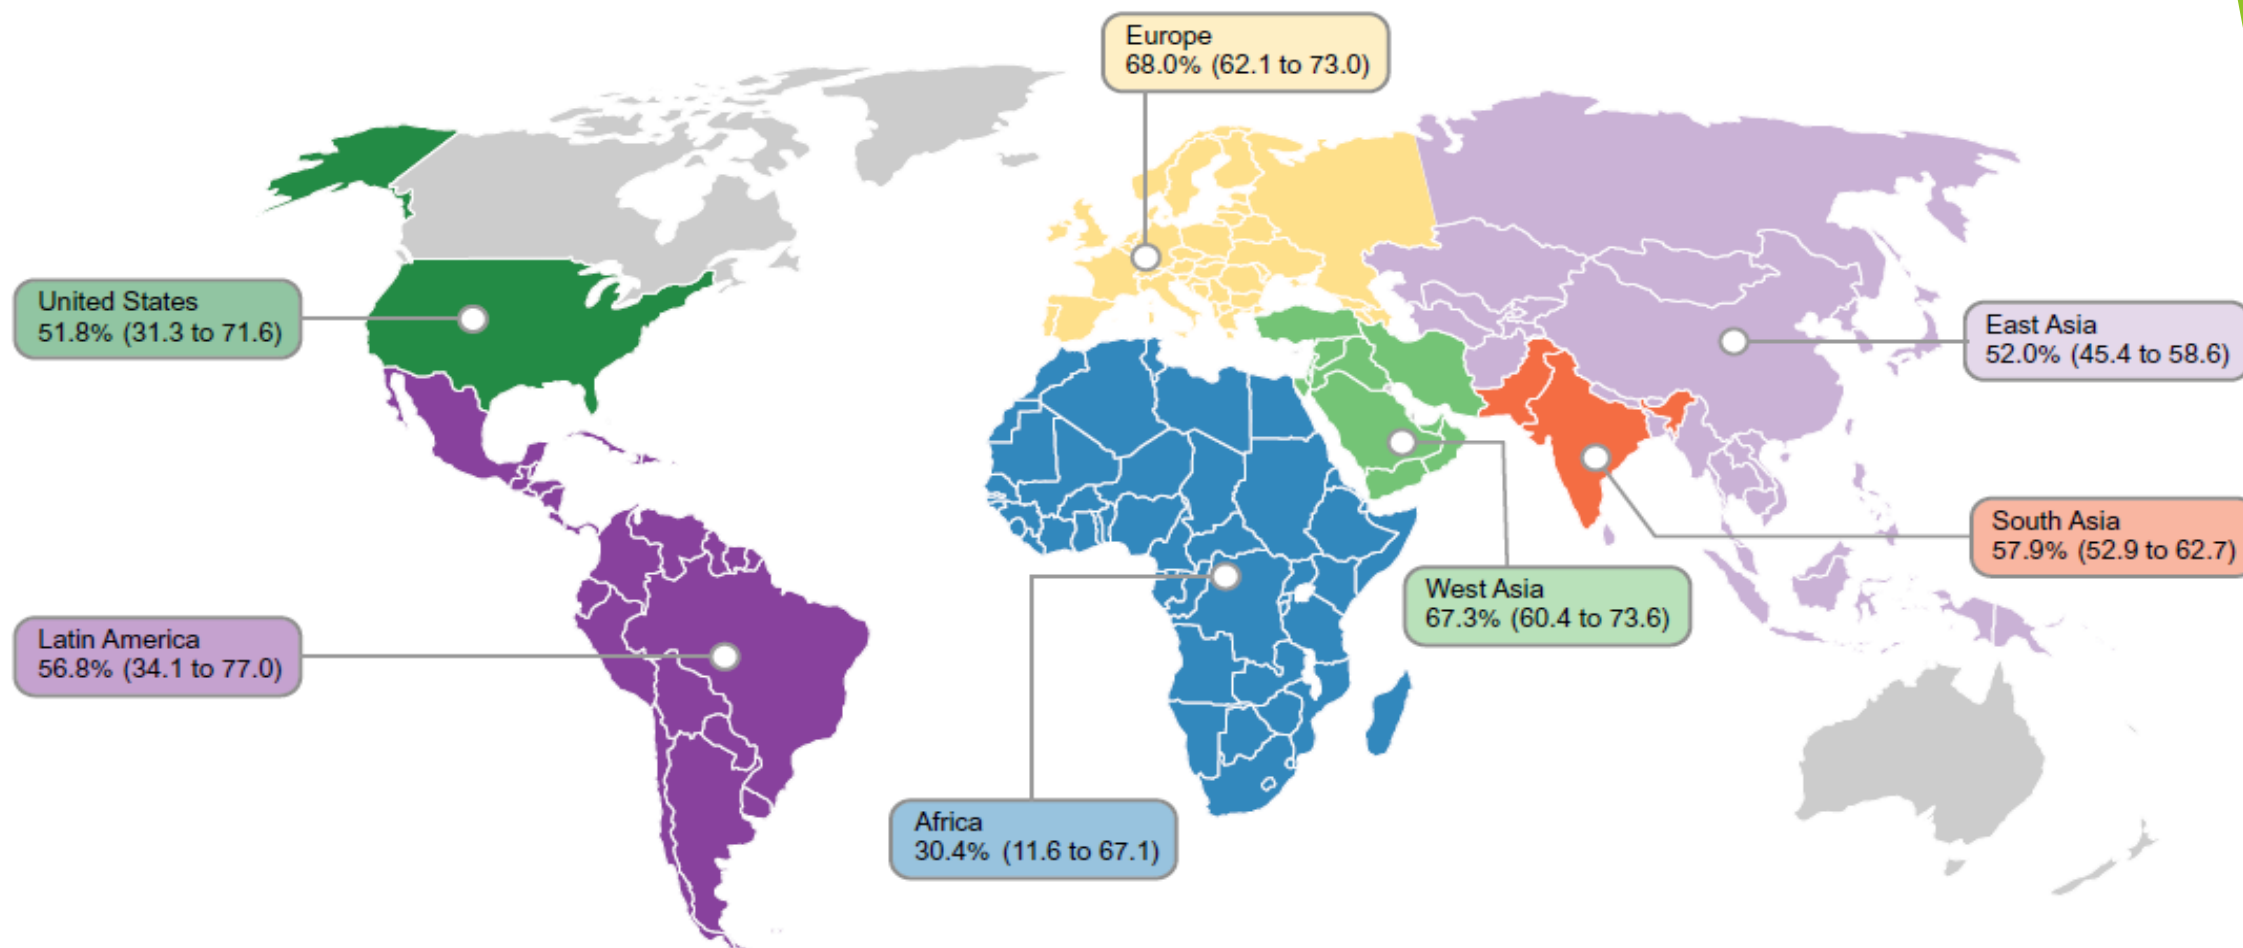 Europe
68.0% (62.1 to 73.0)
United States
51.8% (31.3 to 71.6)
East Asia
52.0% (45.4 to 58.6)
South Asia
57.9% (52.9 to 62.7)
West Asia
67.3% (60.4 to 73.6)
Latin America
56.8% (34.1 to 77.0)
Africa
30.4% (11.6 to 67.1)